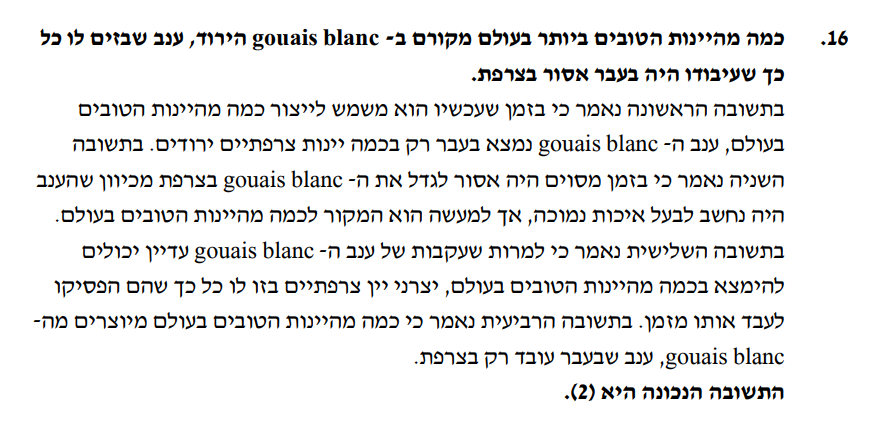 16. כמה מהיינות הטובים ביותר בעולם מקורם ב- gouais blanc הירוד, ענב שבזים לו כל
כך שעיבודו היה בעבר אסור בצרפת.
בתשובה הראשונה נאמר כי בזמן שעכשיו הוא משמש לייצור כמה מהיינות הטובים
בעולם, ענב ה- gouais blanc נמצא בעבר רק בכמה יינות צרפתיים ירודים. בתשובה
השניה נאמר כי בזמן מסוים היה אסור לגדל את ה- gouais blanc בצרפת מכיוון שהענב
היה נחשב לבעל איכות נמוכה, אך למעשה הוא המקור לכמה מהיינות הטובים בעולם.
בתשובה השלישית נאמר כי למרות שעקבות של ענב ה- gouais blanc עדיין יכולים
להימצא בכמה מהיינות הטובים בעולם, יצרני יין צרפתיים בזו לו כל כך שהם הפסיקו
לעבד אותו מזמן. בתשובה הרביעית נאמר כי כמה מהיינות הטובים בעולם מיוצרים מה-
gouais blanc, ענב שבעבר עובד רק בצרפת.
התשובה הנכונה היא (2).